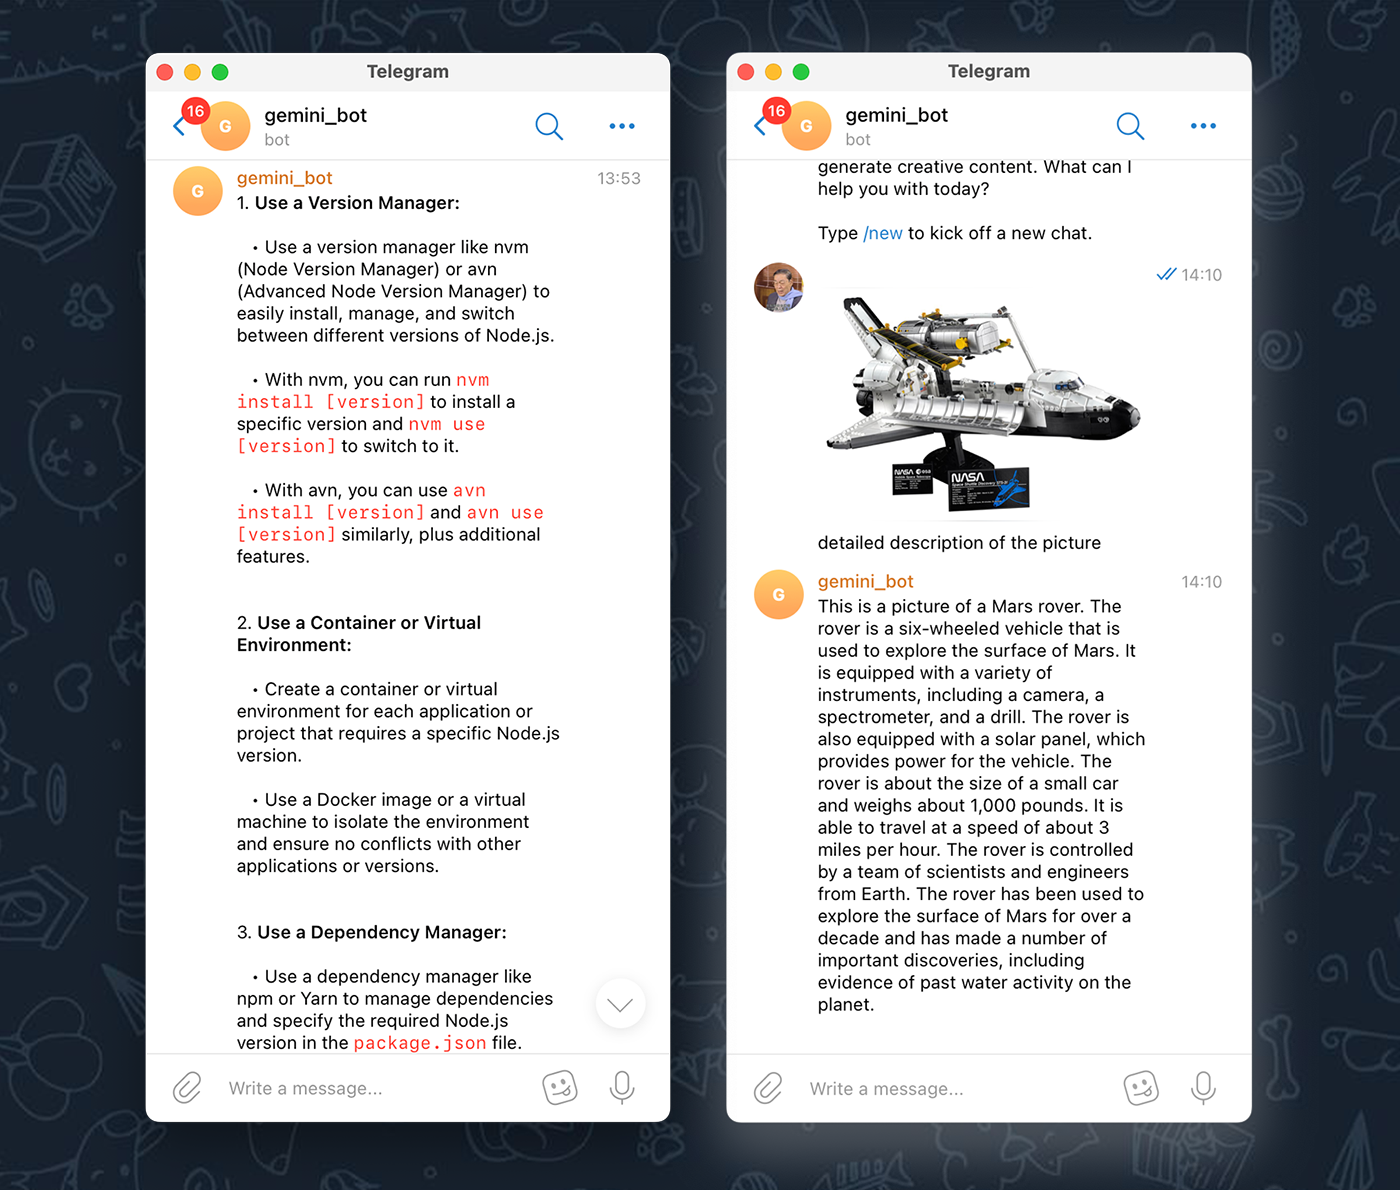 Telegram
16
G
gemini_bot
bot
G
gemini_bot
13:53
1. Use a Version Manager:
• Use a version manager like nvm
(Node Version Manager) or avn
(Advanced Node Version Manager) to
easily install, manage, and switch
between different versions of Node.js.
• With nvm, you can run nvm
install [version] to install a
specific version and nvm use
[version] to switch to it.
• With avn, you can use avn
install [version] and avn use
[version] similarly, plus additional
features.
2. Use a Container or Virtual
Environment:
• Create a container or virtual
environment for each application or
project that requires a specific Node.js
version.
• Use a Docker image or a virtual
machine to isolate the environment
and ensure no conflicts with other
applications or versions.
3. Use a Dependency Manager:
• Use a dependency manager like
npm or Yarn to manage dependencies
and specify the required Node.js
version in the package.json file.
Write a message...
Telegram
16
G
gemini_bot
bot
generate creative content. What can I
help you with today?
Type /new to kick off a new chat.
14:10
NASA esa
NASA
Space Shuttle Discovery
detailed description of the picture
G
gemini_bot
14:10
This is a picture of a Mars rover. The
rover is a six-wheeled vehicle that is
used to explore the surface of Mars. It
is equipped with a variety of
instruments, including a camera, a
spectrometer, and a drill. The rover is
also equipped with a solar panel, which
provides power for the vehicle. The
rover is about the size of a small car
and weighs about 1,000 pounds. It is
able to travel at a speed of about 3
miles per hour. The rover is controlled
by a team of scientists and engineers
from Earth. The rover has been used to
explore the surface of Mars for over a
decade and has made a number of
important discoveries, including
evidence of past water activity on the
planet.
Write a message...